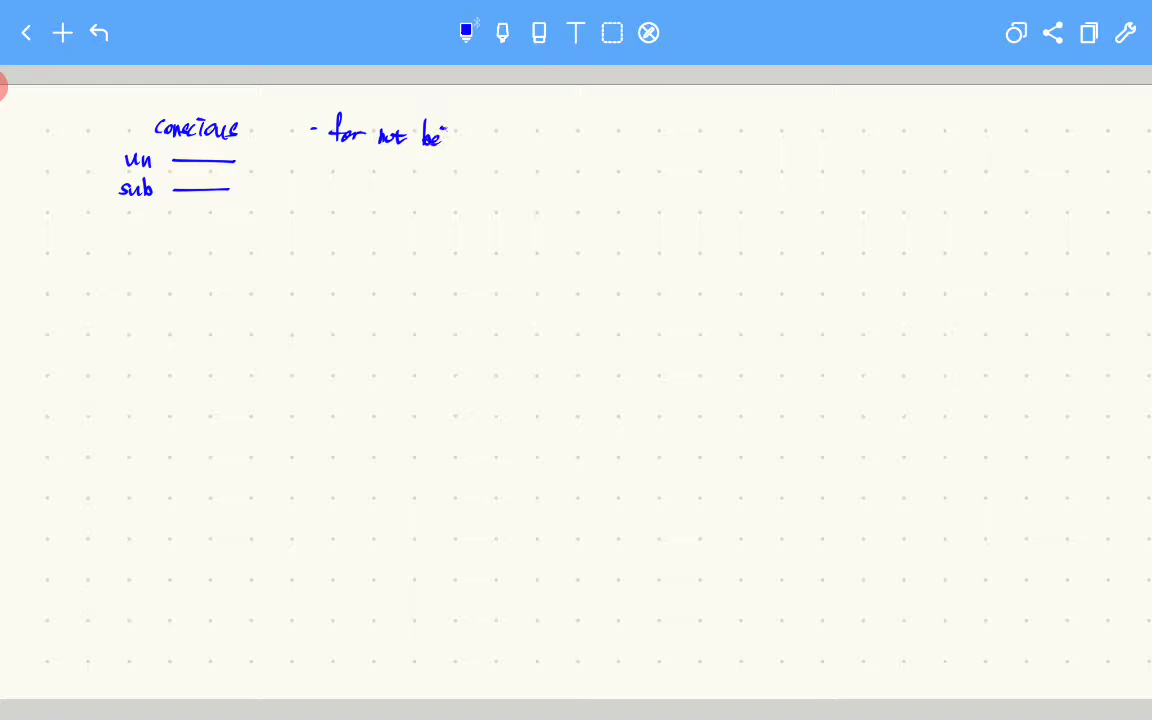 conscious - for not be
un ——
sub ——